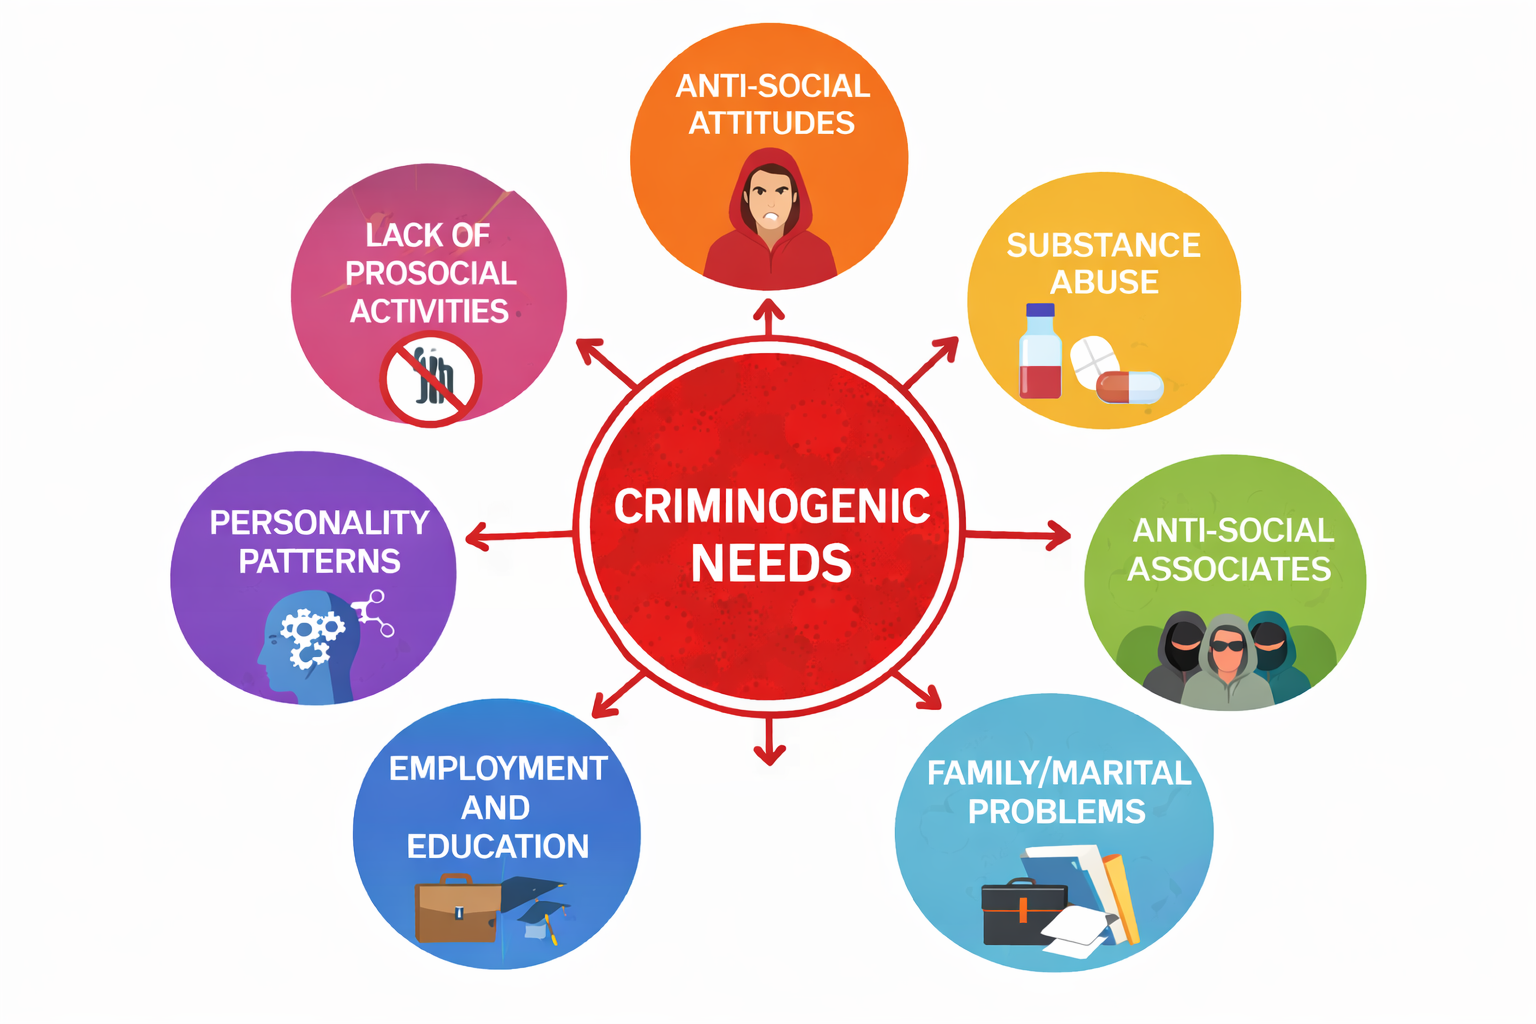 ANTI-SOCIAL
ATTITUDES
LACK OF
PROSOCIAL
ACTIVITIES
SUBSTANCE
ABUSE
CRIMINOGENIC
NEEDS
PERSONALITY
PATTERNS
ANTI-SOCIAL
ASSOCIATES
EMPLOYMENT
AND
EDUCATION
FAMILY/MARITAL
PROBLEMS